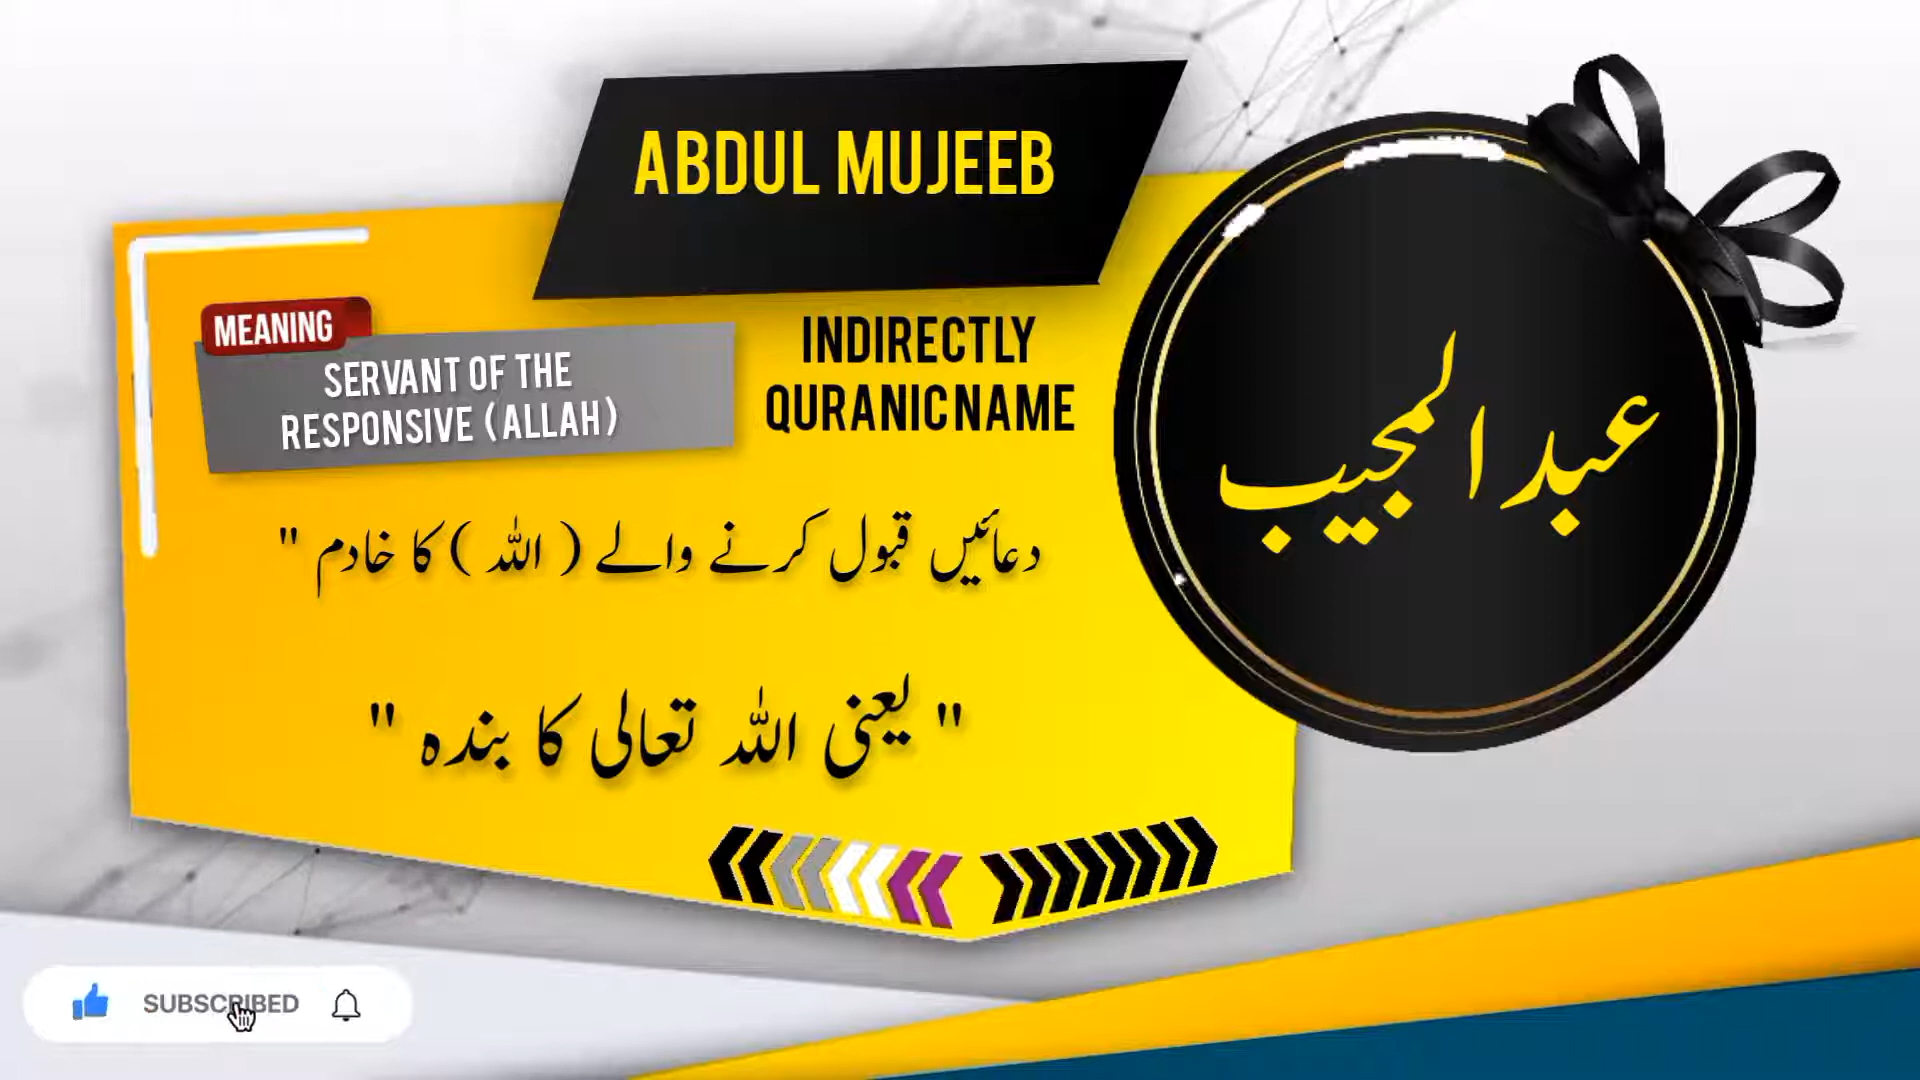 ABDUL MUJEEB
MEANING
SERVANT OF THE
RESPONSIVE (ALLAH)
INDIRECTLY
QURANIC NAME
عبدالمجیب
دعائیں قبول کرنے والے ( اللہ ) کا خادم "
" یعنی اللہ تعالی کا بندہ "
SUBSCRIBED